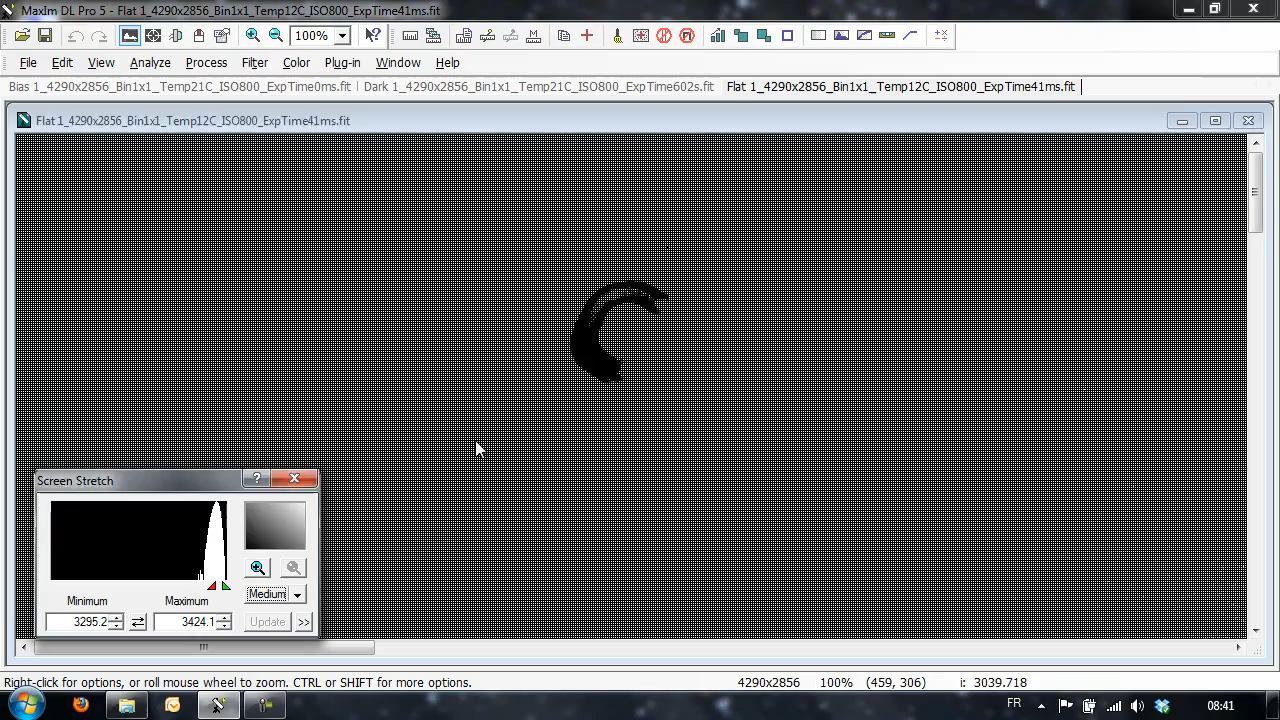 MaxIm DL Pro 5 - Flat 1_4290x2856_Bin1x1_Temp12C_ISO800_ExpTime41ms.fit
100%
File Edit View Analyze Process Filter Color Plug-in Window Help
Bias 1_4290x2856_Bin1x1_Temp21C_ISO800_ExpTime0ms.fit Dark 1_4290x2856_Bin1x1_Temp21C_ISO800_ExpTime602s.fit Flat 1_4290x2856_Bin1x1_Temp12C_ISO800_ExpTime41ms.fit
Flat 1_4290x2856_Bin1x1_Temp12C_ISO800_ExpTime41ms.fit
Screen Stretch
Medium
Minimum Maximum
3295.2 3424.1 Update >>
Right-click for options, or roll mouse wheel to zoom. CTRL or SHIFT for more options. 4290x2856 100% (459, 306) i: 3039.718
FR 08:41